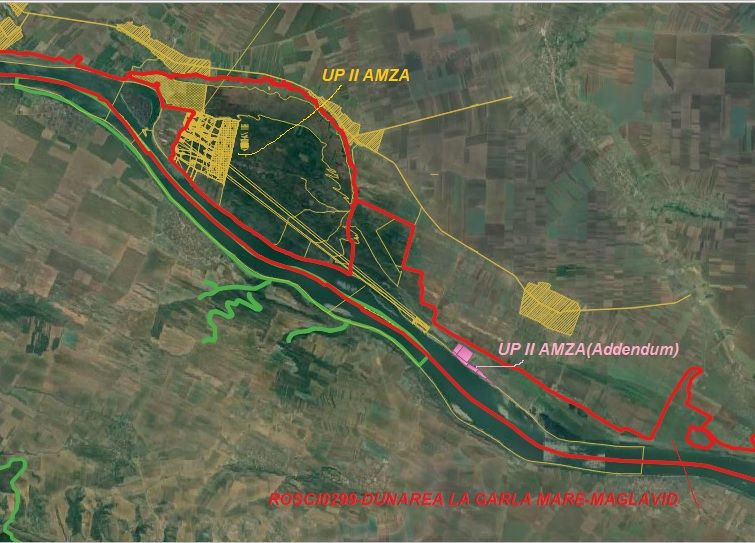 UP II AMZA
UP II AMZA(Addendum)
ROSCI0299-DUNAREA LA GARLA MARE-MAGLAVID